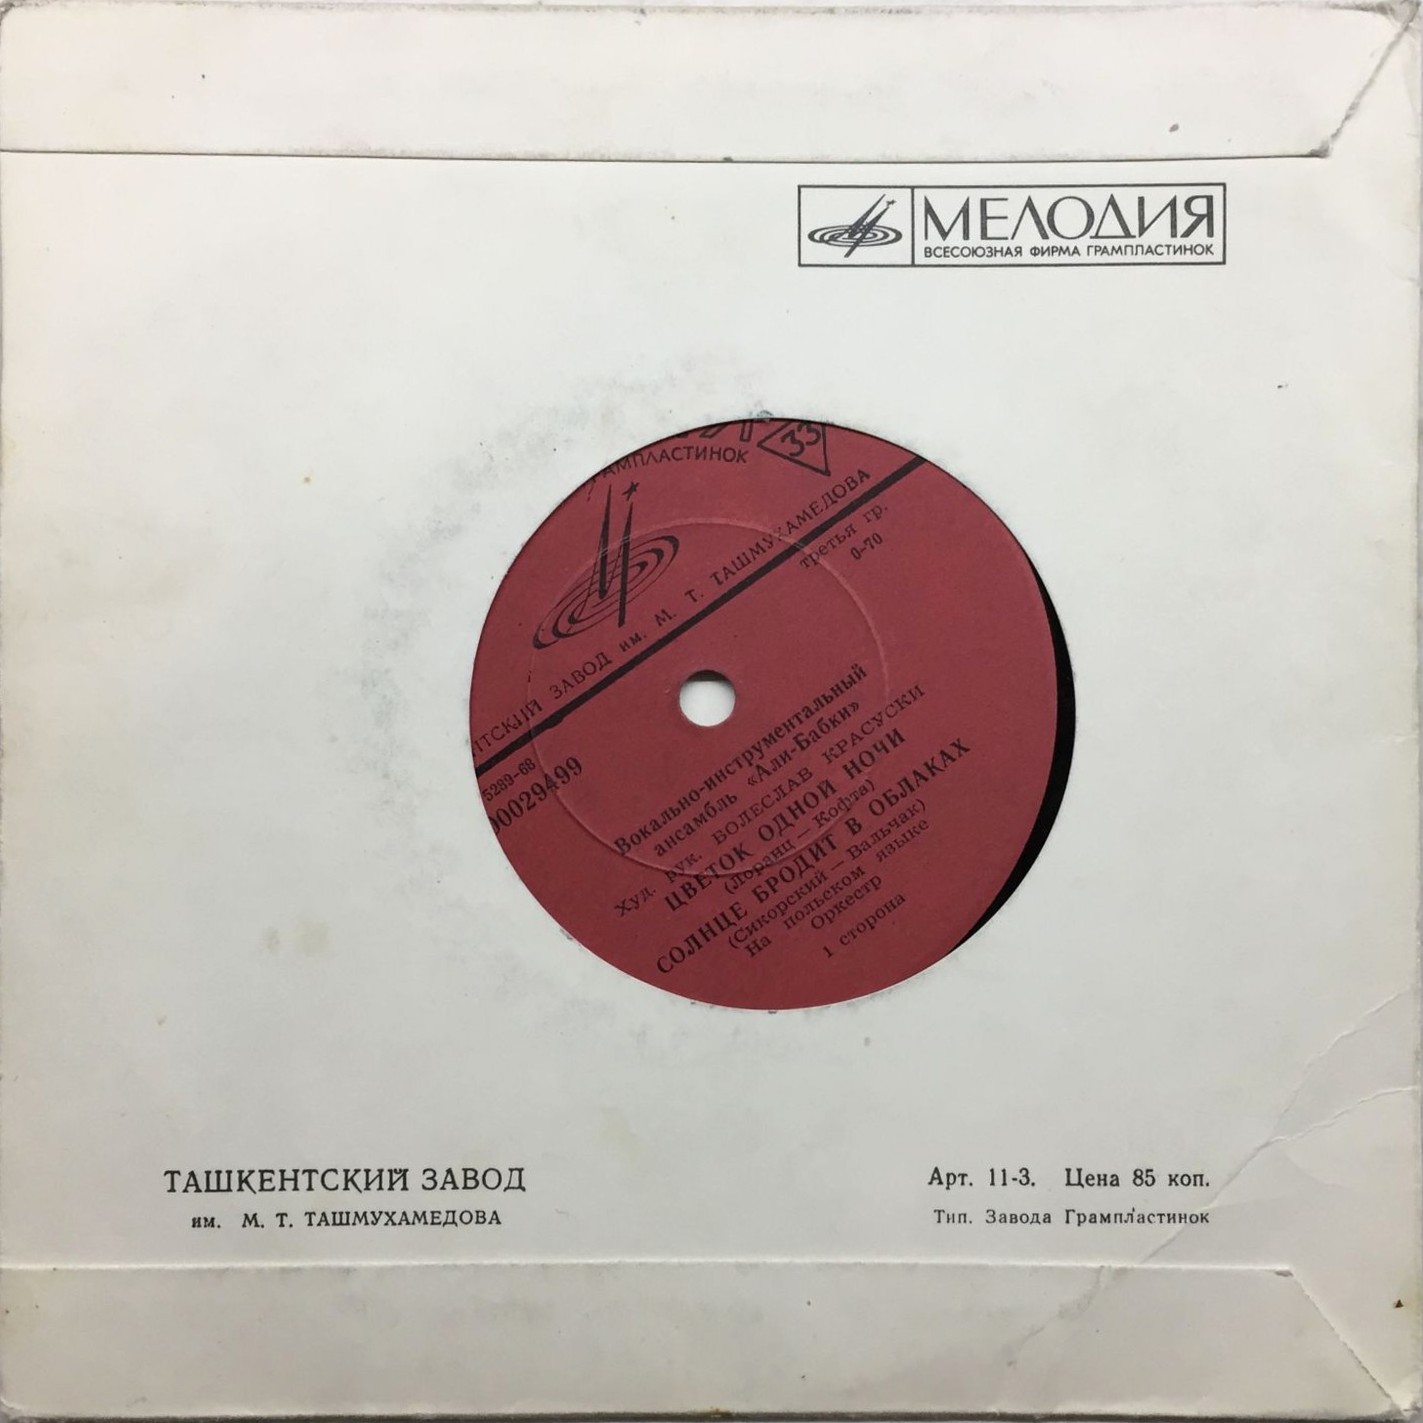 МЕЛОДИЯ
ВСЕСОЮЗНАЯ ФИРМА ГРАМПЛАСТИНОК
33
АМПЛАСТИНОК
ТСКИЙ ЗАВОД им. М. Т. ТАШМУХАМЕДОВА
третья гр.
0-70
5289-68
00029499
Вокально-инструментальный
ансамбль «Али-Бабки»
Худ. рук. БОЛЕСЛАВ КРАСУСКИ
ЦВЕТОК ОДНОЙ НОЧИ
(Лоранц — Кофта)
СОЛНЦЕ БРОДИТ В ОБЛАКАХ
(Сикорский — Вальчак)
На польском языке
Оркестр
1 сторона
ТАШКЕНТСКИЙ ЗАВОД
им. М. Т. ТАШМУХАМЕДОВА
Арт. 11-3. Цена 85 коп.
Тип. Завода Грампластинок